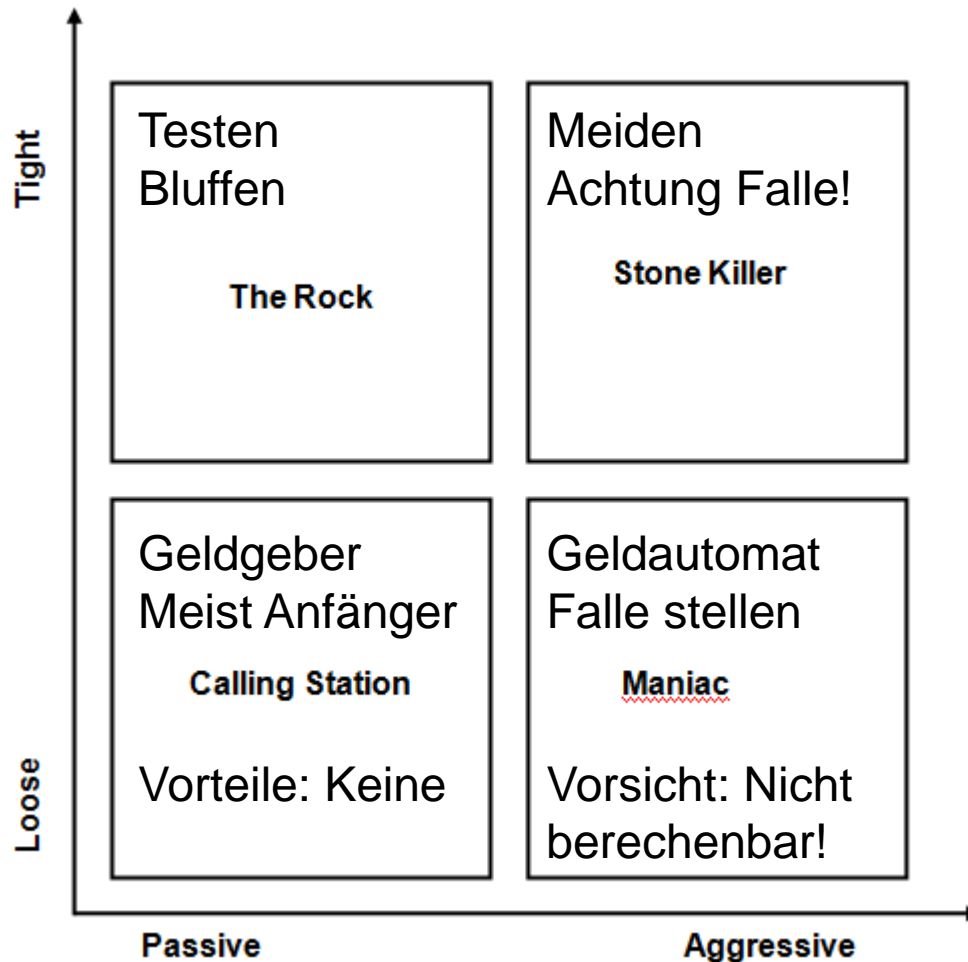 Tight
Testen
Bluffen
The Rock
Meiden
Achtung Falle!
Stone Killer
Loose
Geldgeber
Meist Anfänger
Calling Station
Vorteile: Keine
Geldautomat
Falle stellen
Maniac
Vorsicht: Nicht
berechenbar!
Passive
Aggressive